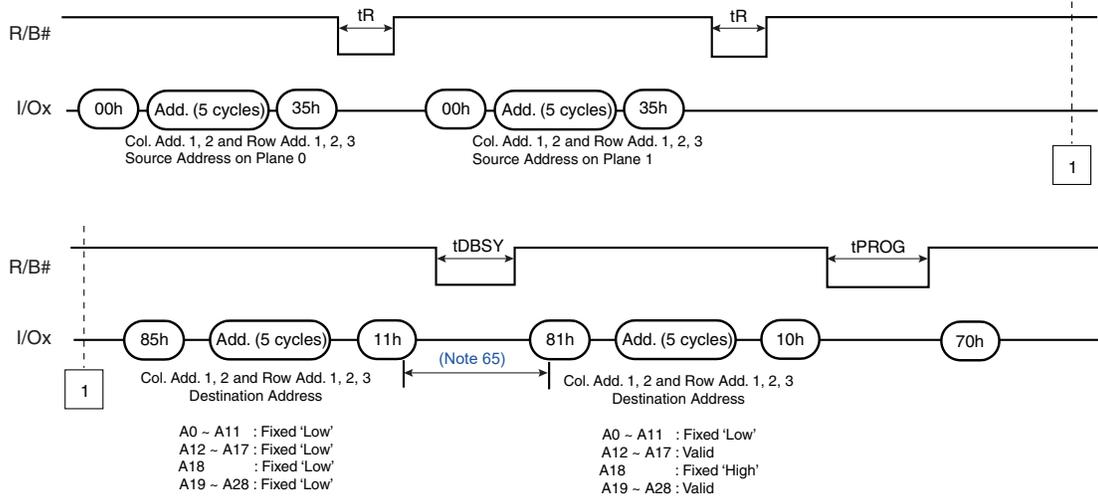 tR
tR
R/B#
I/Ox
00h
Add. (5 cycles)
35h
00h
Add. (5 cycles)
35h
Col. Add. 1, 2 and Row Add. 1, 2, 3
Source Address on Plane 0
Col. Add. 1, 2 and Row Add. 1, 2, 3
Source Address on Plane 1
1
tDBSY
tPROG
R/B#
I/Ox
85h
Add. (5 cycles)
11h
81h
Add. (5 cycles)
10h
70h
(Note 65)
1
Col. Add. 1, 2 and Row Add. 1, 2, 3
Destination Address
Col. Add. 1, 2 and Row Add. 1, 2, 3
Destination Address
A0 ~ A11 : Fixed ‘Low’
A12 ~ A17 : Fixed ‘Low’
A18 : Fixed ‘Low’
A19 ~ A28 : Fixed ‘Low’
A0 ~ A11 : Fixed ‘Low’
A12 ~ A17 : Valid
A18 : Fixed ‘High’
A19 ~ A28 : Valid